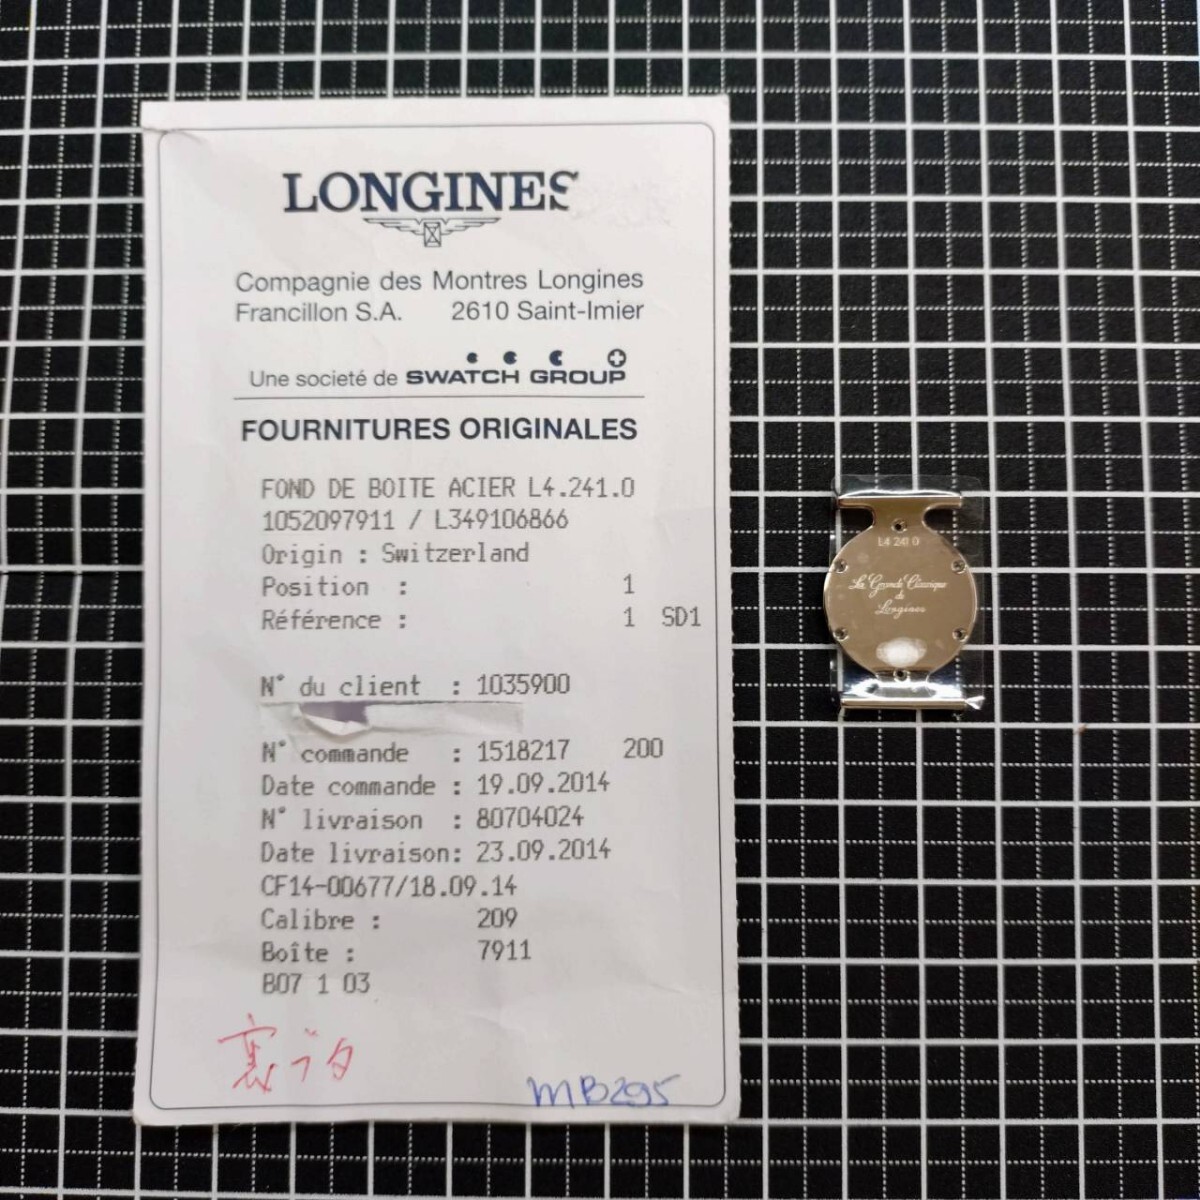 LONGINES
Compagnie des Montres Longines
Francillon S.A. 2610 Saint-Imier
Une societé de SWATCH GROUP
FOURNITURES ORIGINALES
FOND DE BOITE ACIER L4.241.0
1052097911 / L349106866
Origin : Switzerland
Position : 1
Référence : 1 SD1
N° du client : 1035900
N° commande : 1518217 200
Date commande : 19.09.2014
N° livraison : 80704024
Date livraison: 23.09.2014
CF14-00677/18.09.14
Calibre : 209
Boîte : 7911
B07 1 03
裏ブタ
MB295
L4 241 0
La Grande Classique
de
Longines